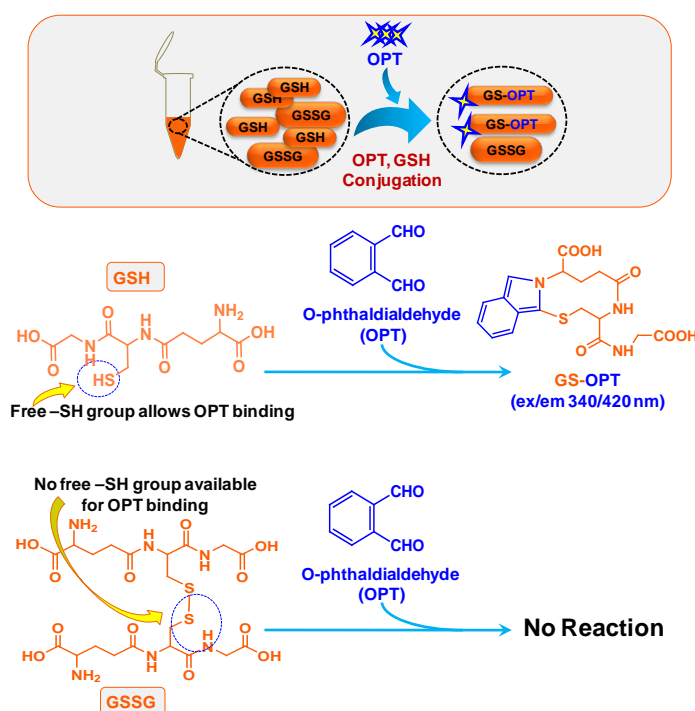 OPT
GSH
GSH
GSSG
GSH
GSH
GSSG
OPT, GSH
Conjugation
GS-OPT
GS-OPT
GSSG
GSH
HO
O
N
H
O
HS
H
N
O
NH2
OH
O
Free –SH group allows OPT binding
CHO
CHO
O-phthaldialdehyde
(OPT)
COOH
N
O
S
NH
O
HN
COOH
GS-OPT
(ex/em 340/420 nm)
No free –SH group available
for OPT binding
NH2
HO
O
O
H
N
O
HN
O
OH
S
S
HO
O
NH2
O
N
H
O
HN
O
OH
GSSG
CHO
CHO
O-phthaldialdehyde
(OPT)
No Reaction